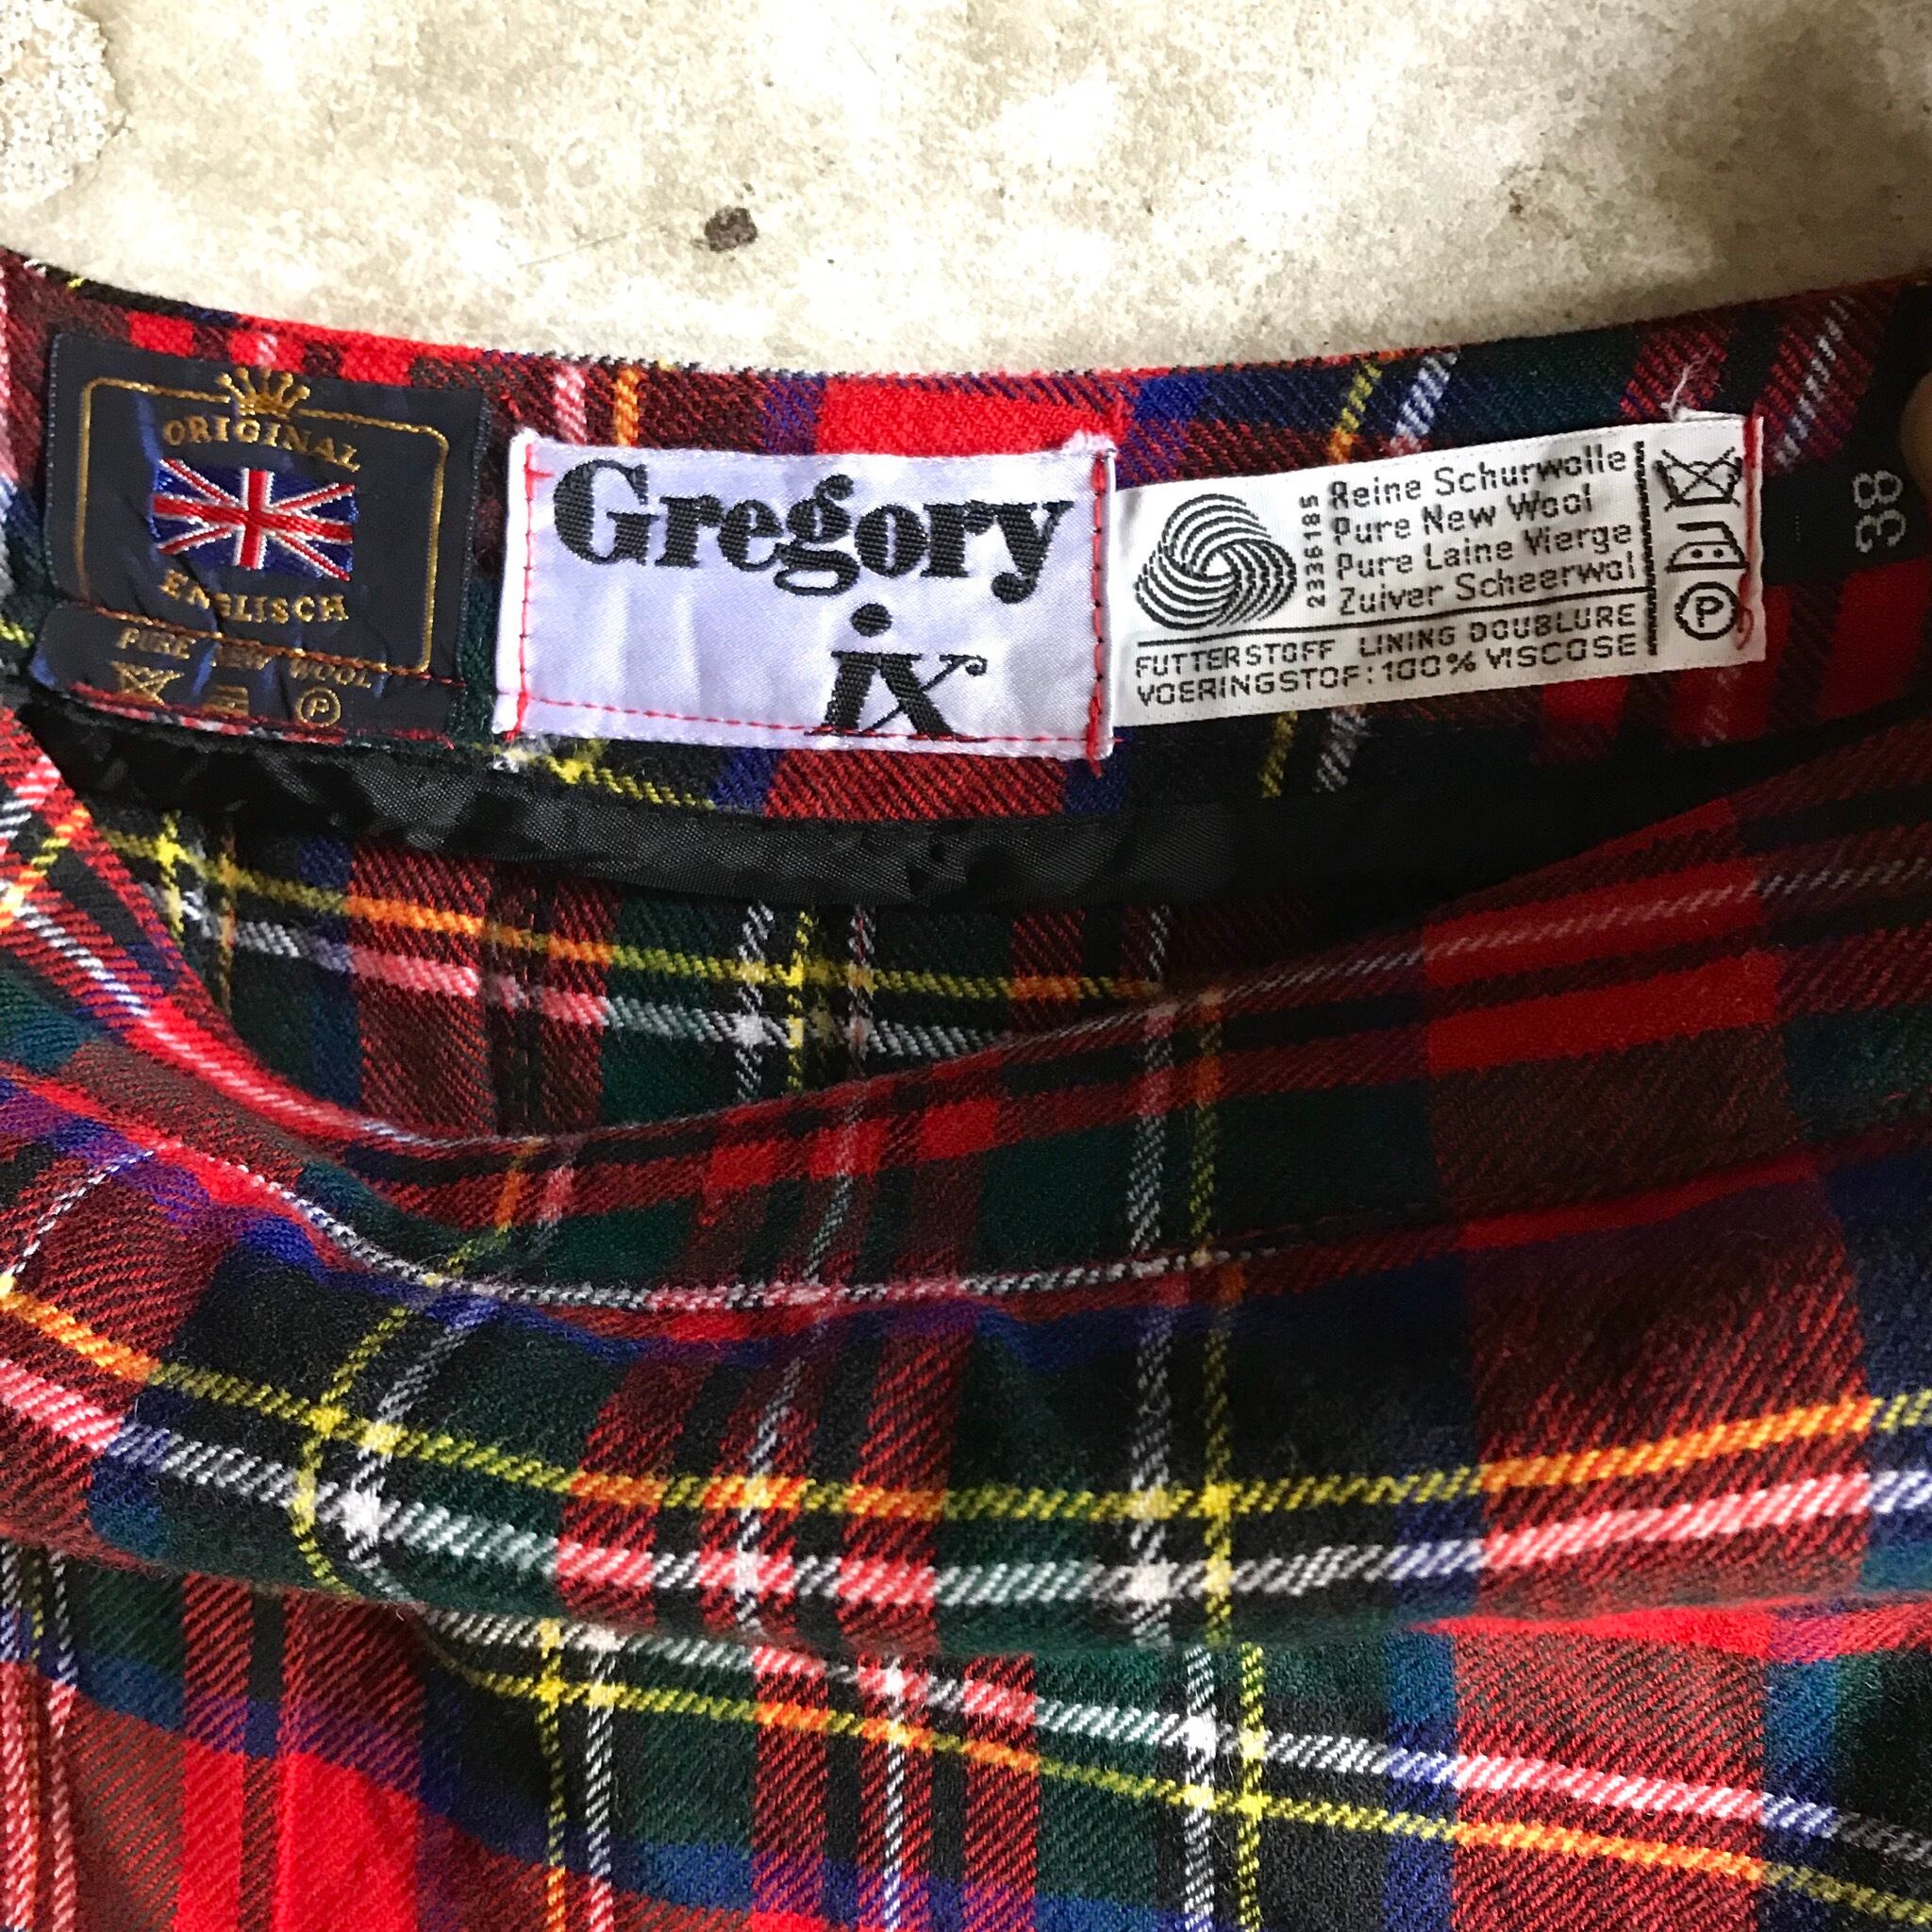 ORIGINAL
ENGLISCH
PURE NEW WOOL
P
Gregory
ix
2336185
Reine Schurwolle
Pure New Wool
Pure Laine Vierge
Zuiver Scheerwol
FUTTERSTOFF LINING DOUBLURE
VOERINGSTOF: 100% VISCOSE
P
38